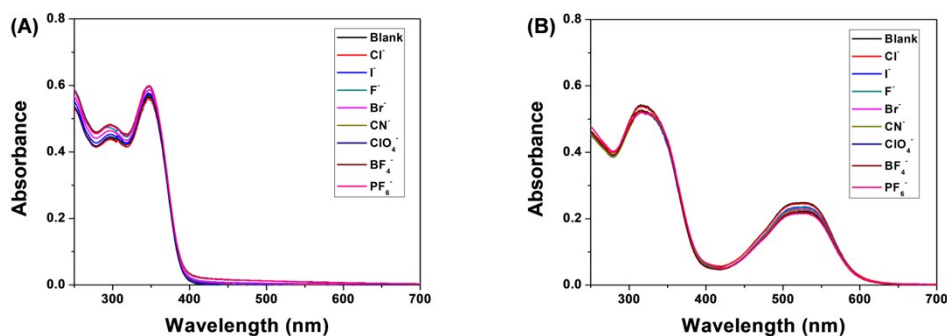 (A)
0.8
0.6
0.4
0.2
0.0
Absorbance
Blank
Cl⁻
I⁻
F⁻
Br⁻
CN⁻
ClO₄⁻
BF₄⁻
PF₆⁻
300 400 500 600 700
Wavelength (nm)
(B)
0.8
0.6
0.4
0.2
0.0
Absorbance
Blank
Cl⁻
I⁻
F⁻
Br⁻
CN⁻
ClO₄⁻
BF₄⁻
PF₆⁻
300 400 500 600 700
Wavelength (nm)